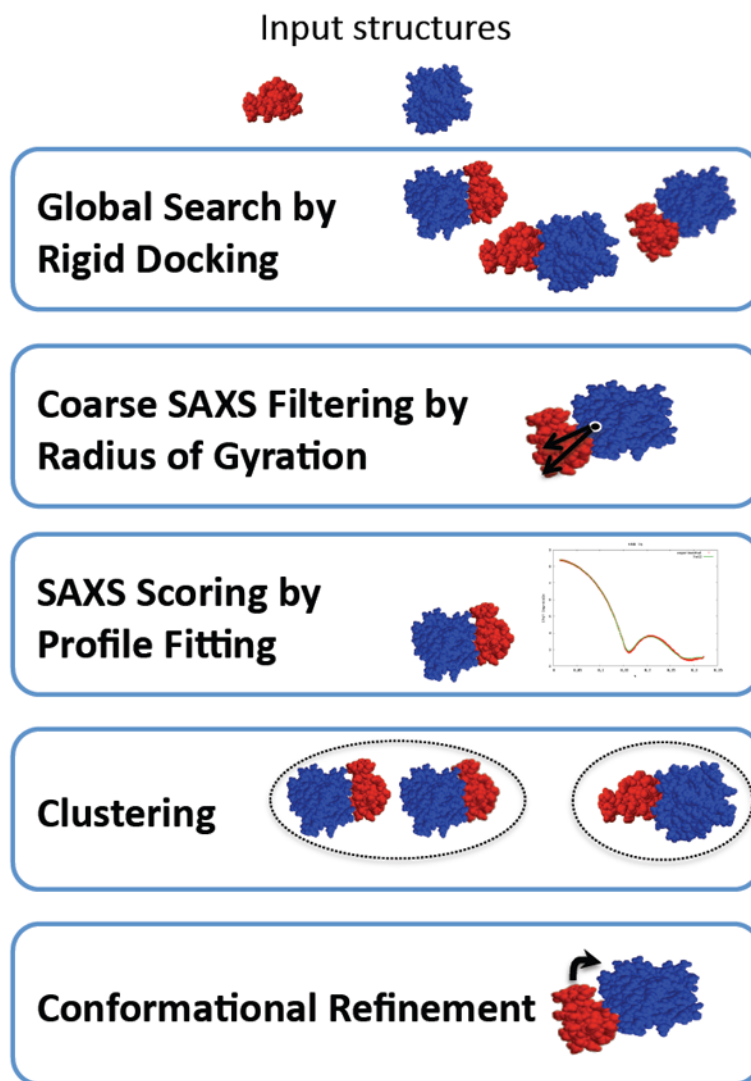 Input structures
Global Search by
Rigid Docking
Coarse SAXS Filtering by
Radius of Gyration
SAXS Scoring by
Profile Fitting
Clustering
Conformational Refinement